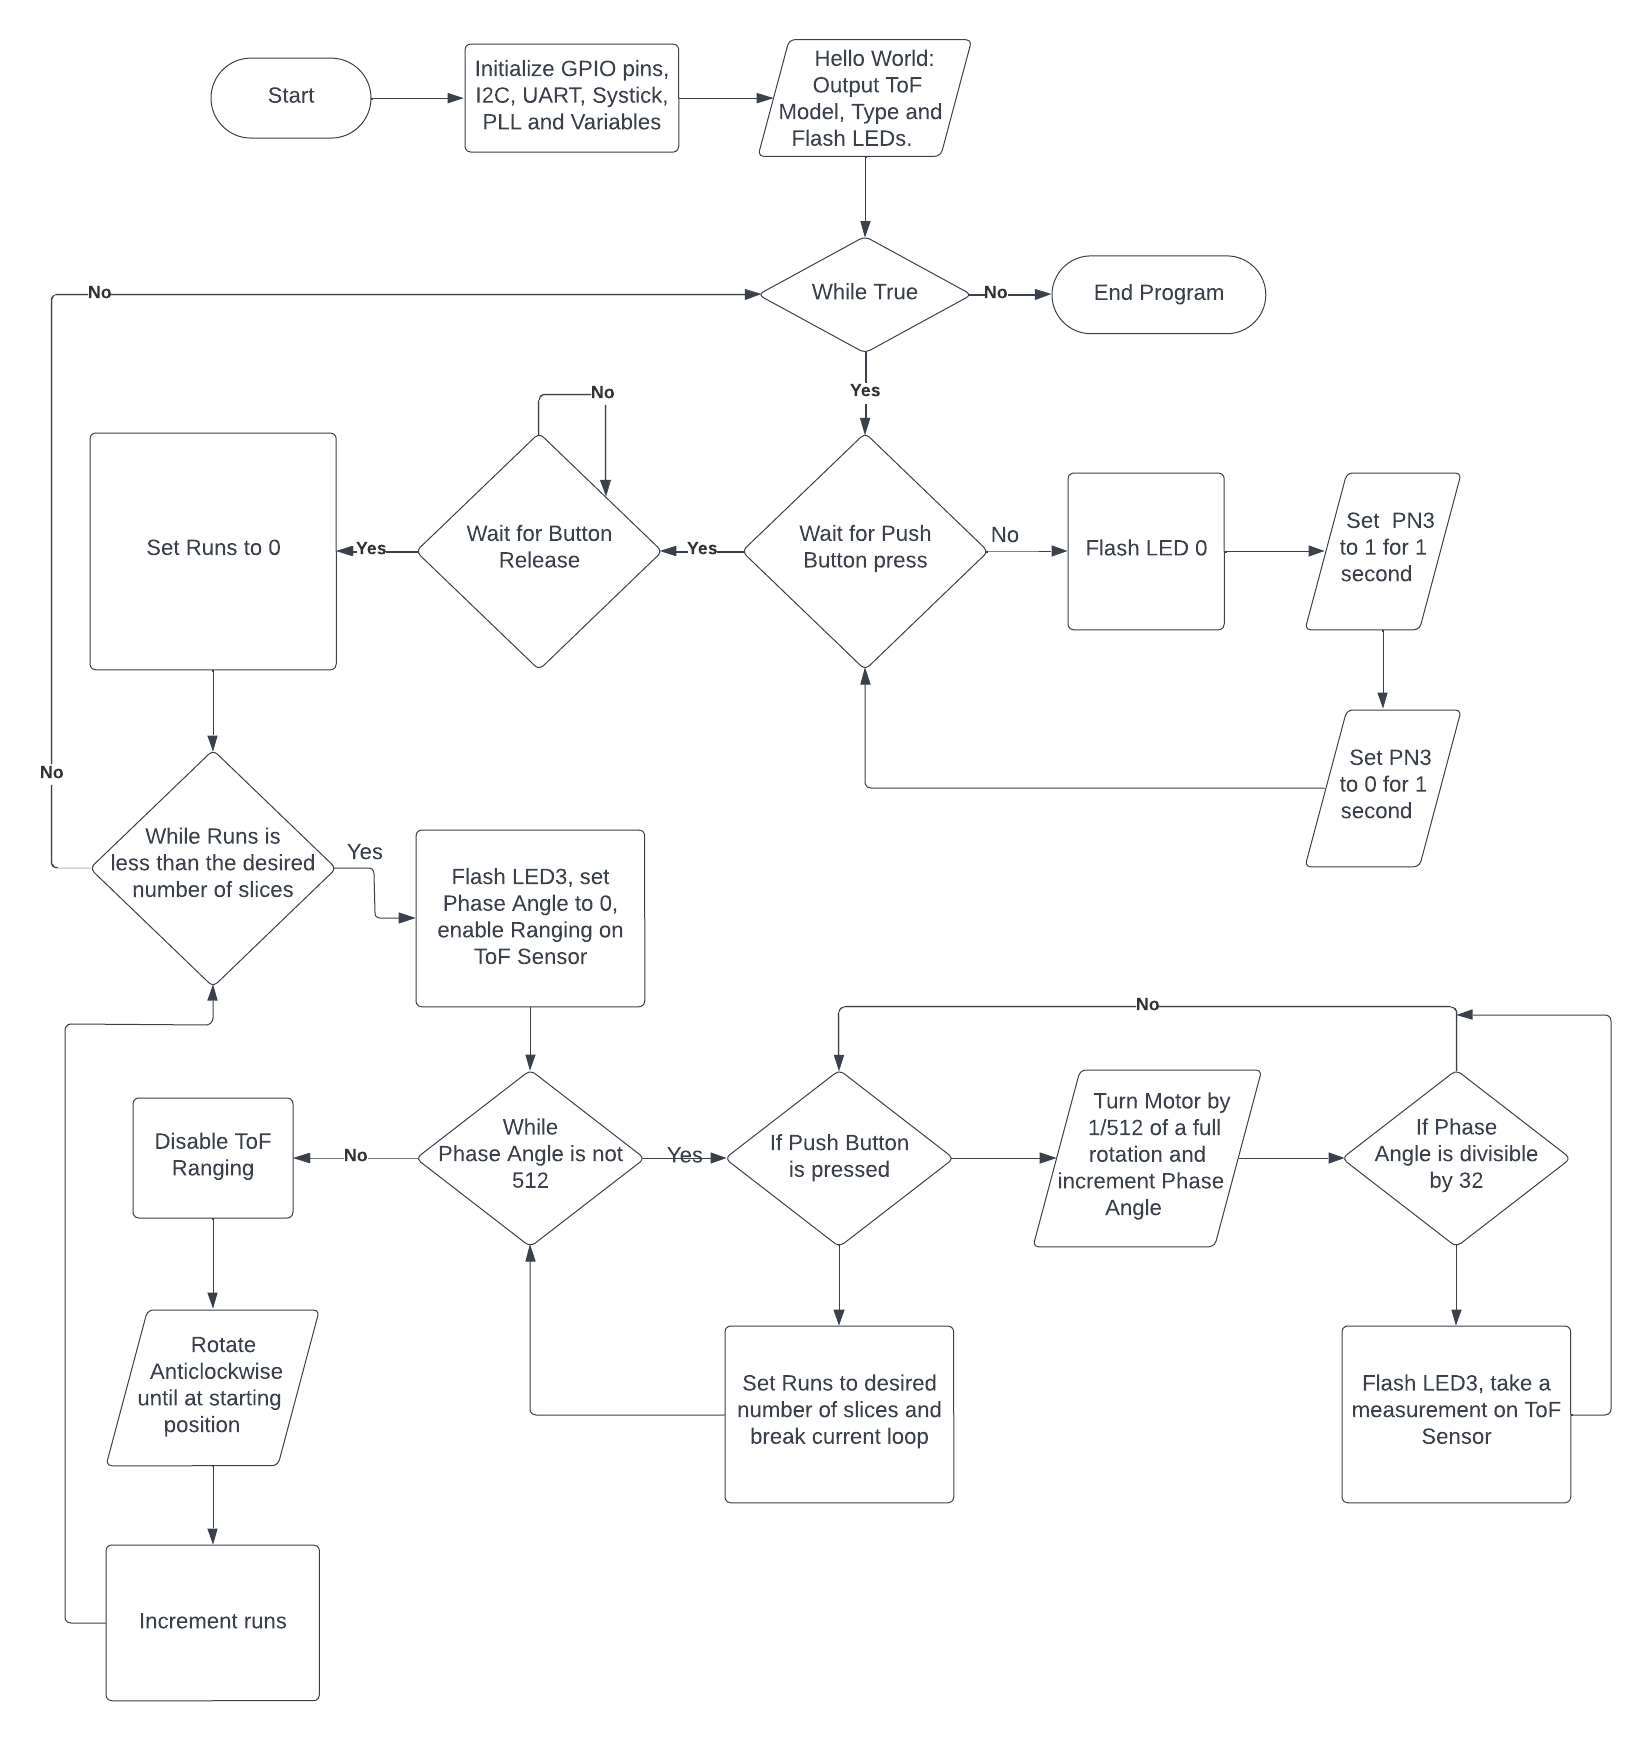 Start
Initialize GPIO pins,
I2C, UART, Systick,
PLL and Variables
Hello World:
Output ToF
Model, Type and
Flash LEDs.
No
While True
No
End Program
Yes
No
Set Runs to 0
Yes
Wait for Button
Release
Yes
Wait for Push
Button press
No
Flash LED 0
Set PN3
to 1 for 1
second
Set PN3
to 0 for 1
second
No
While Runs is
less than the desired
number of slices
Yes
Flash LED3, set
Phase Angle to 0,
enable Ranging on
ToF Sensor
No
Disable ToF
Ranging
No
While
Phase Angle is not
512
Yes
If Push Button
is pressed
Turn Motor by
1/512 of a full
rotation and
increment Phase
Angle
If Phase
Angle is divisible
by 32
Rotate
Anticlockwise
until at starting
position
Set Runs to desired
number of slices and
break current loop
Flash LED3, take a
measurement on ToF
Sensor
Increment runs